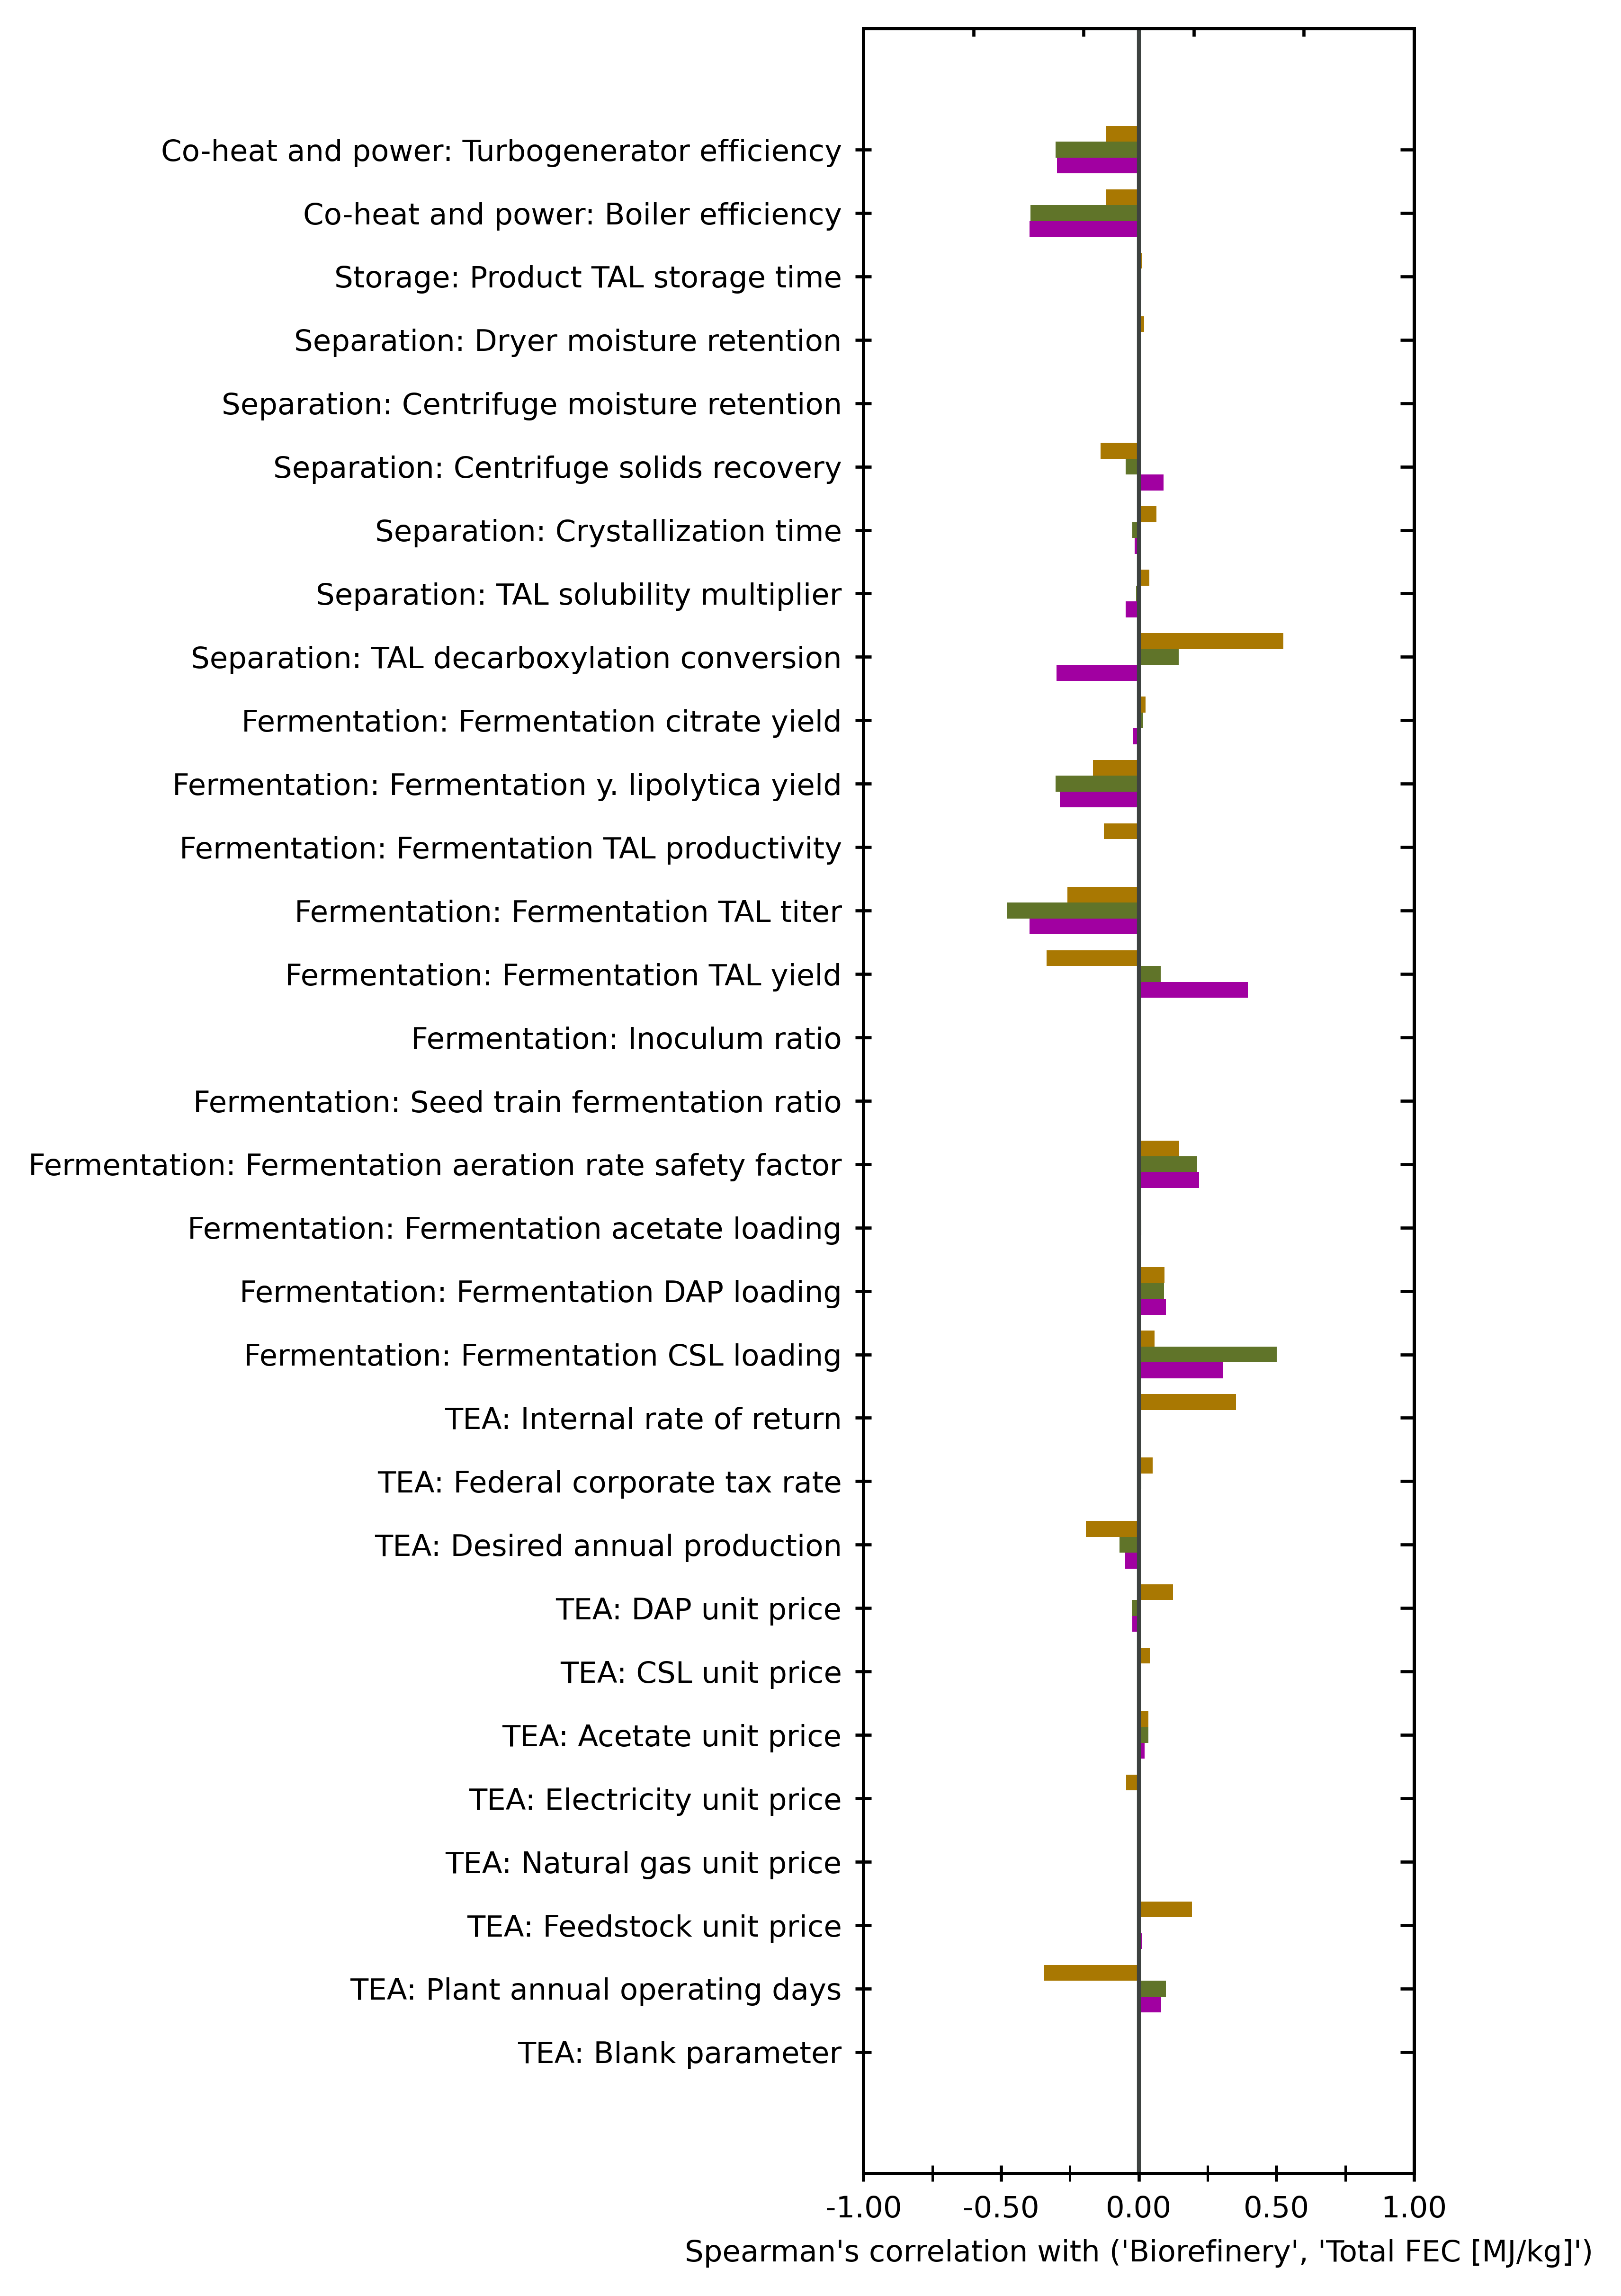 Co-heat and power: Turbogenerator efficiency
Co-heat and power: Boiler efficiency
Storage: Product TAL storage time
Separation: Dryer moisture retention
Separation: Centrifuge moisture retention
Separation: Centrifuge solids recovery
Separation: Crystallization time
Separation: TAL solubility multiplier
Separation: TAL decarboxylation conversion
Fermentation: Fermentation citrate yield
Fermentation: Fermentation y. lipolytica yield
Fermentation: Fermentation TAL productivity
Fermentation: Fermentation TAL titer
Fermentation: Fermentation TAL yield
Fermentation: Inoculum ratio
Fermentation: Seed train fermentation ratio
Fermentation: Fermentation aeration rate safety factor
Fermentation: Fermentation acetate loading
Fermentation: Fermentation DAP loading
Fermentation: Fermentation CSL loading
TEA: Internal rate of return
TEA: Federal corporate tax rate
TEA: Desired annual production
TEA: DAP unit price
TEA: CSL unit price
TEA: Acetate unit price
TEA: Electricity unit price
TEA: Natural gas unit price
TEA: Feedstock unit price
TEA: Plant annual operating days
TEA: Blank parameter
-1.00 -0.50 0.00 0.50 1.00
Spearman's correlation with ('Biorefinery', 'Total FEC [MJ/kg]')